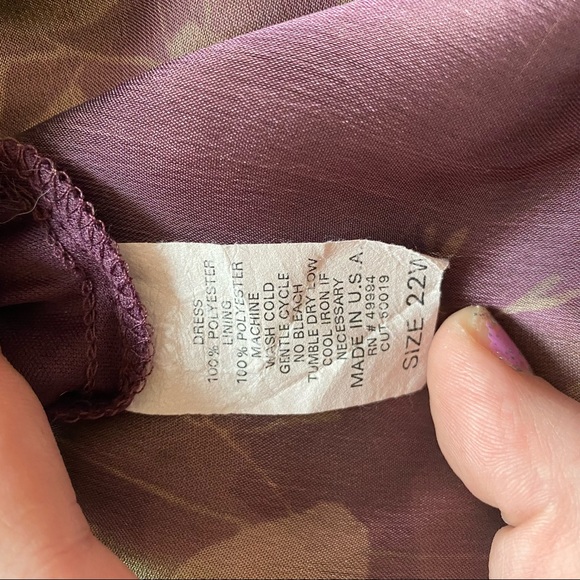 DRESS
100% POLYESTER
LINING
100% POLYESTER
MACHINE
WASH COLD
GENTLE CYCLE
NO BLEACH
TUMBLE DRY LOW
COOL IRON IF
NECESSARY
MADE IN U.S.A.
RN # 49984
CUT-50019
SIZE 22W